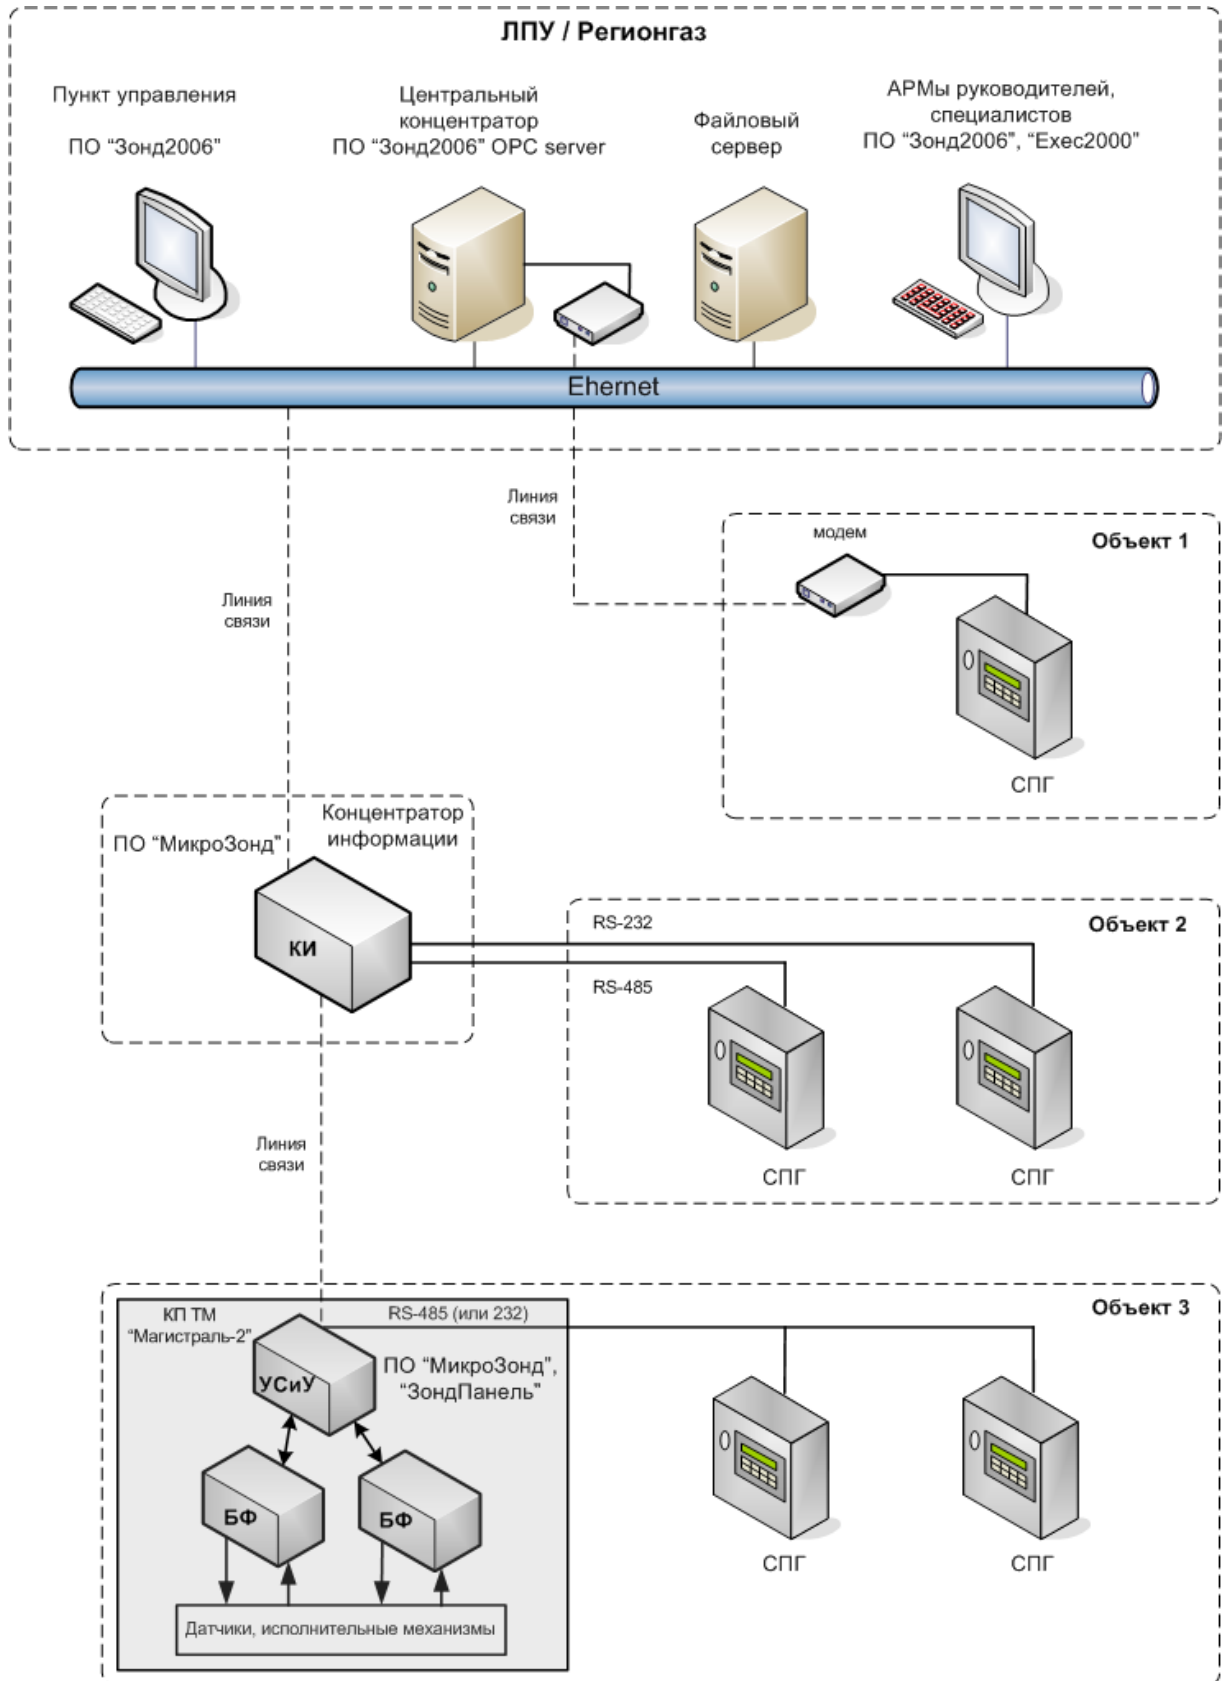 ЛПУ / Регионгаз
Пункт управления
ПО “Зонд2006”
Центральный
концентратор
ПО “Зонд2006” OPC server
Файловый
сервер
АРМы руководителей,
специалистов
ПО “Зонд2006”, “Exec2000”
Ehernet
Линия
связи
Линия
связи
модем
Объект 1
СПГ
ПО “МикроЗонд”
Концентратор
информации
КИ
RS-232
RS-485
Объект 2
СПГ
СПГ
Линия
связи
КП ТМ
“Магистраль-2”
RS-485 (или 232)
Объект 3
УСиУ
ПО “МикроЗонд”,
“ЗондПанель”
БФ
БФ
СПГ
СПГ
Датчики, исполнительные механизмы